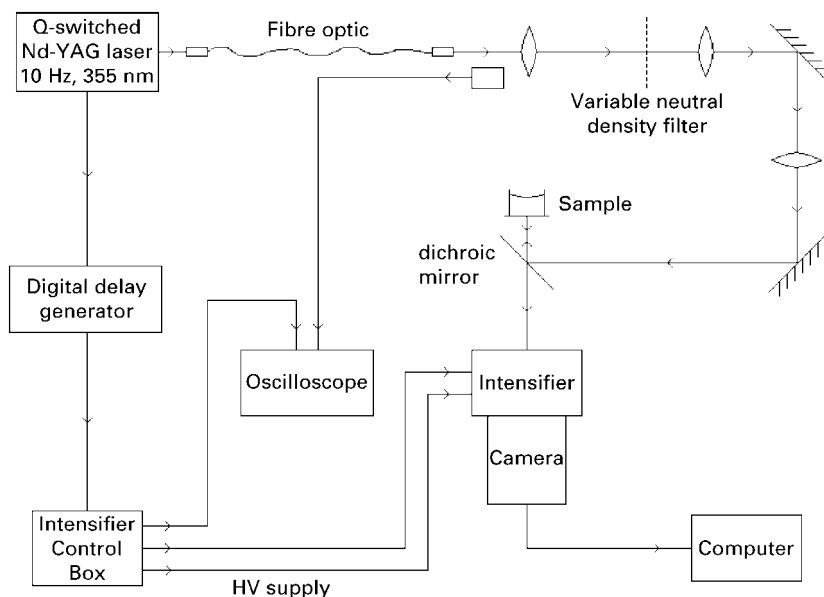 Q-switched
Nd-YAG laser
10 Hz, 355 nm
Fibre optic
Variable neutral
density filter
Sample
dichroic
mirror
Digital delay
generator
Oscilloscope
Intensifier
Camera
Intensifier
Control
Box
HV supply
Computer